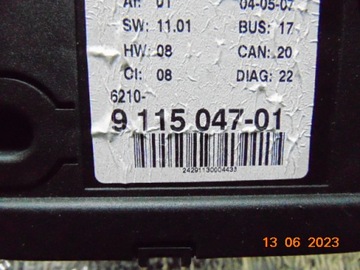 AI: 01 04-05-07
SW: 11.01 BUS: 17
HW: 08 CAN: 20
CI: 08 DIAG: 22
6210-
9 115 047-01
24291130604433
13 06 2023